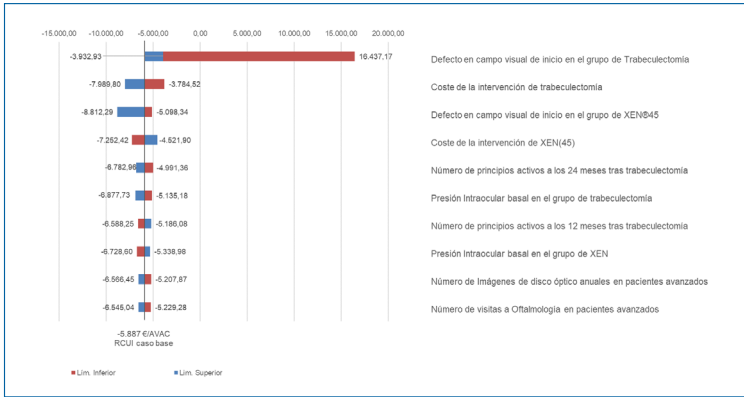 -15.000,00 -10.000,00 -5.000,00 0,00 5.000,00 10.000,00 15.000,00 20.000,00
-3.932,93 16.437,17 Defecto en campo visual de inicio en el grupo de Trabeculectomía
-7.989,80 -3.784,52 Coste de la intervención de trabeculectomía
-8.812,29 -5.098,34 Defecto en campo visual de inicio en el grupo de XEN®45
-7.252,42 -4.521,90 Coste de la intervención de XEN(45)
-6.782,96 -4.991,36 Número de principios activos a los 24 meses tras trabeculectomía
-6.877,73 -5.135,18 Presión Intraocular basal en el grupo de trabeculectomía
-6.588,25 -5.186,08 Número de principios activos a los 12 meses tras trabeculectomía
-6.728,60 -5.338,98 Presión Intraocular basal en el grupo de XEN
-6.566,45 -5.207,87 Número de Imágenes de disco óptico anuales en pacientes avanzados
-6.545,04 -5.229,28 Número de visitas a Oftalmología en pacientes avanzados
-5.887 €/AVAC
RCUI caso base
Lim. Inferior Lim. Superior